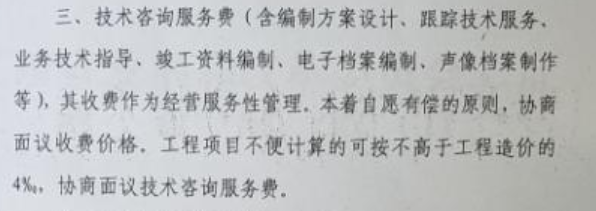 三、技术咨询服务费（含编制方案设计、跟踪技术服务、
业务技术指导、竣工资料编制、电子档案编制、声像档案制作
等），其收费作为经营服务性管理。本着自愿有偿的原则，协商
面议收费价格。工程项目不便计算的可按不高于工程造价的
4‰，协商面议技术咨询服务费。